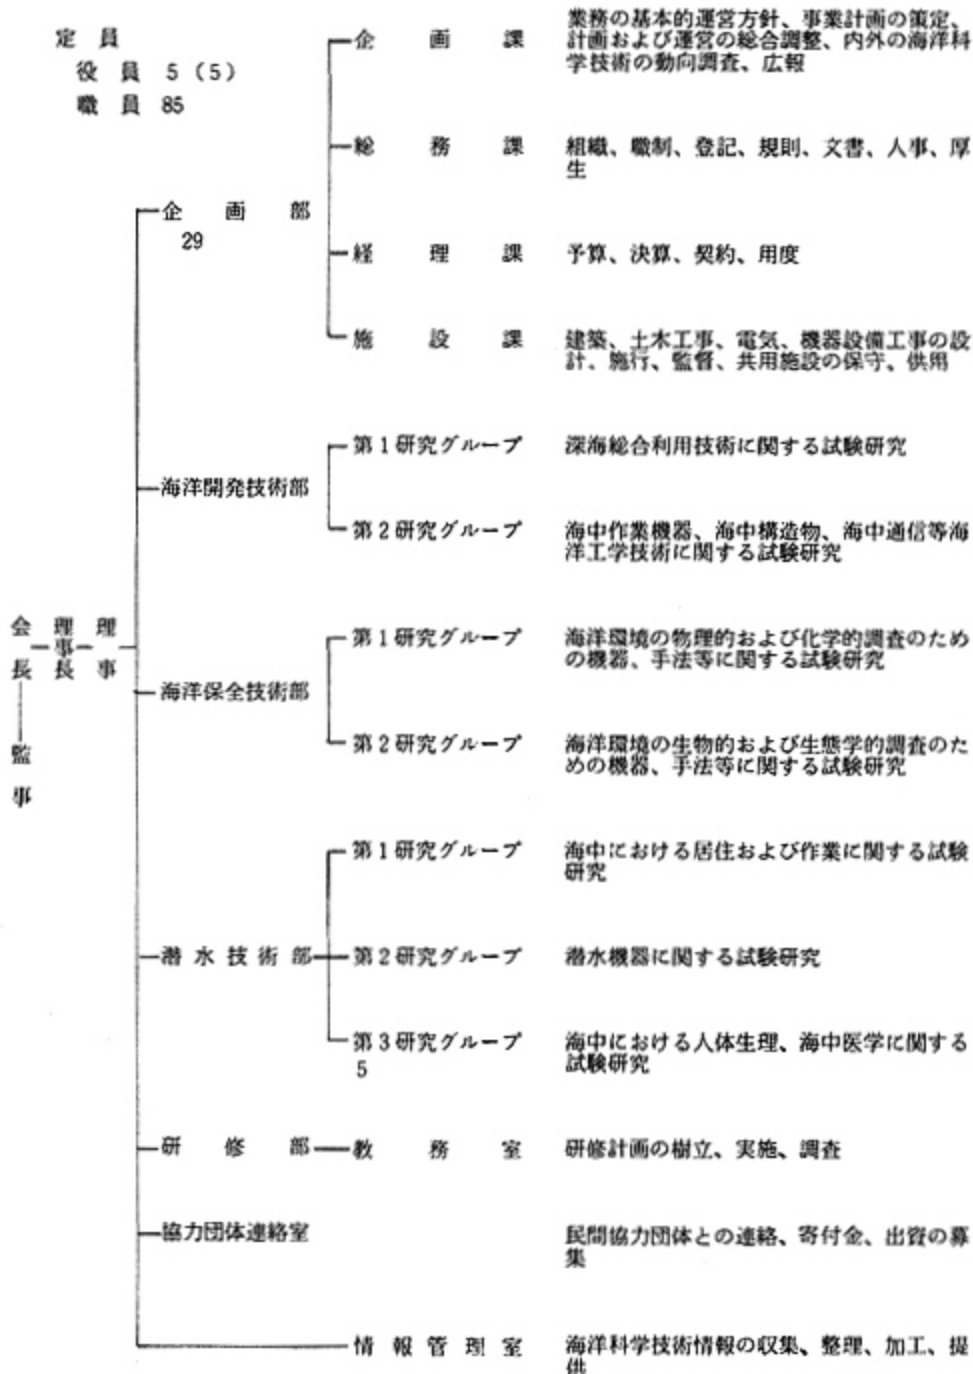 定員
役員 5 (5)
職員 85
会長
監事
理事長
理事
企画部
29
企画課
業務の基本的運営方針、事業計画の策定、
計画および運営の総合調整、内外の海洋科
学技術の動向調査、広報
総務課
組織、職制、登記、規則、文書、人事、厚
生
経理課
予算、決算、契約、用度
施設課
建築、土木工事、電気、機器設備工事の設
計、施行、監督、共用施設の保守、供用
海洋開発技術部
第1研究グループ
深海総合利用技術に関する試験研究
第2研究グループ
海中作業機器、海中構造物、海中通信等海
洋工学技術に関する試験研究
海洋保全技術部
第1研究グループ
海洋環境の物理的および化学的調査のため
の機器、手法等に関する試験研究
第2研究グループ
海洋環境の生物的および生態学的調査のた
めの機器、手法等に関する試験研究
潜水技術部
第1研究グループ
海中における居住および作業に関する試験
研究
第2研究グループ
潜水機器に関する試験研究
第3研究グループ
5
海中における人体生理、海中医学に関する
試験研究
研修部
教務室
研修計画の樹立、実施、調査
協力団体連絡室
民間協力団体との連絡、寄付金、出資の募
集
情報管理室
海洋科学技術情報の収集、整理、加工、提
供